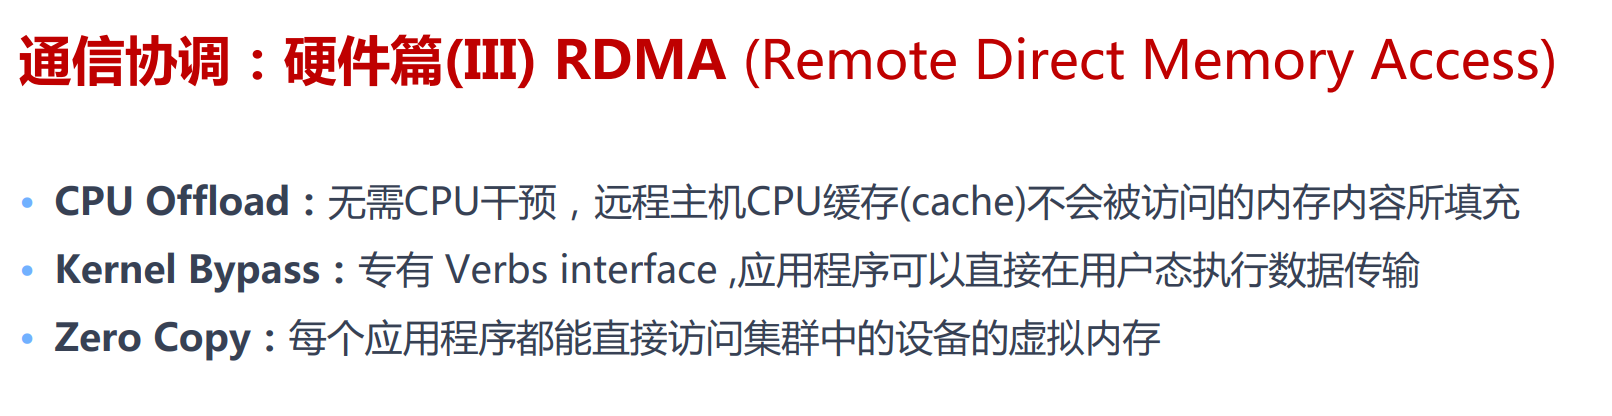 通信协调：硬件篇(III) RDMA (Remote Direct Memory Access)
• CPU Offload：无需CPU干预，远程主机CPU缓存(cache)不会被访问的内存内容所填充
• Kernel Bypass：专有 Verbs interface ,应用程序可以直接在用户态执行数据传输
• Zero Copy：每个应用程序都能直接访问集群中的设备的虚拟内存